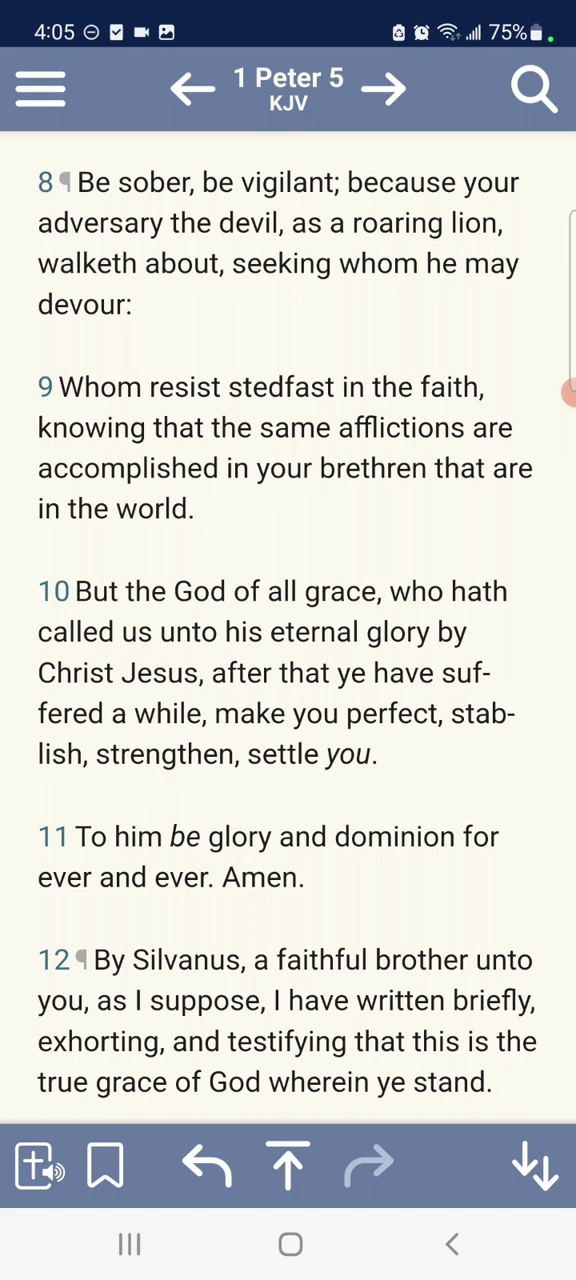 4:05 75%
1 Peter 5
KJV
8 ¶ Be sober, be vigilant; because your
adversary the devil, as a roaring lion,
walketh about, seeking whom he may
devour:
9 Whom resist stedfast in the faith,
knowing that the same afflictions are
accomplished in your brethren that are
in the world.
10 But the God of all grace, who hath
called us unto his eternal glory by
Christ Jesus, after that ye have suf-
fered a while, make you perfect, stab-
lish, strengthen, settle you.
11 To him be glory and dominion for
ever and ever. Amen.
12 ¶ By Silvanus, a faithful brother unto
you, as I suppose, I have written briefly,
exhorting, and testifying that this is the
true grace of God wherein ye stand.